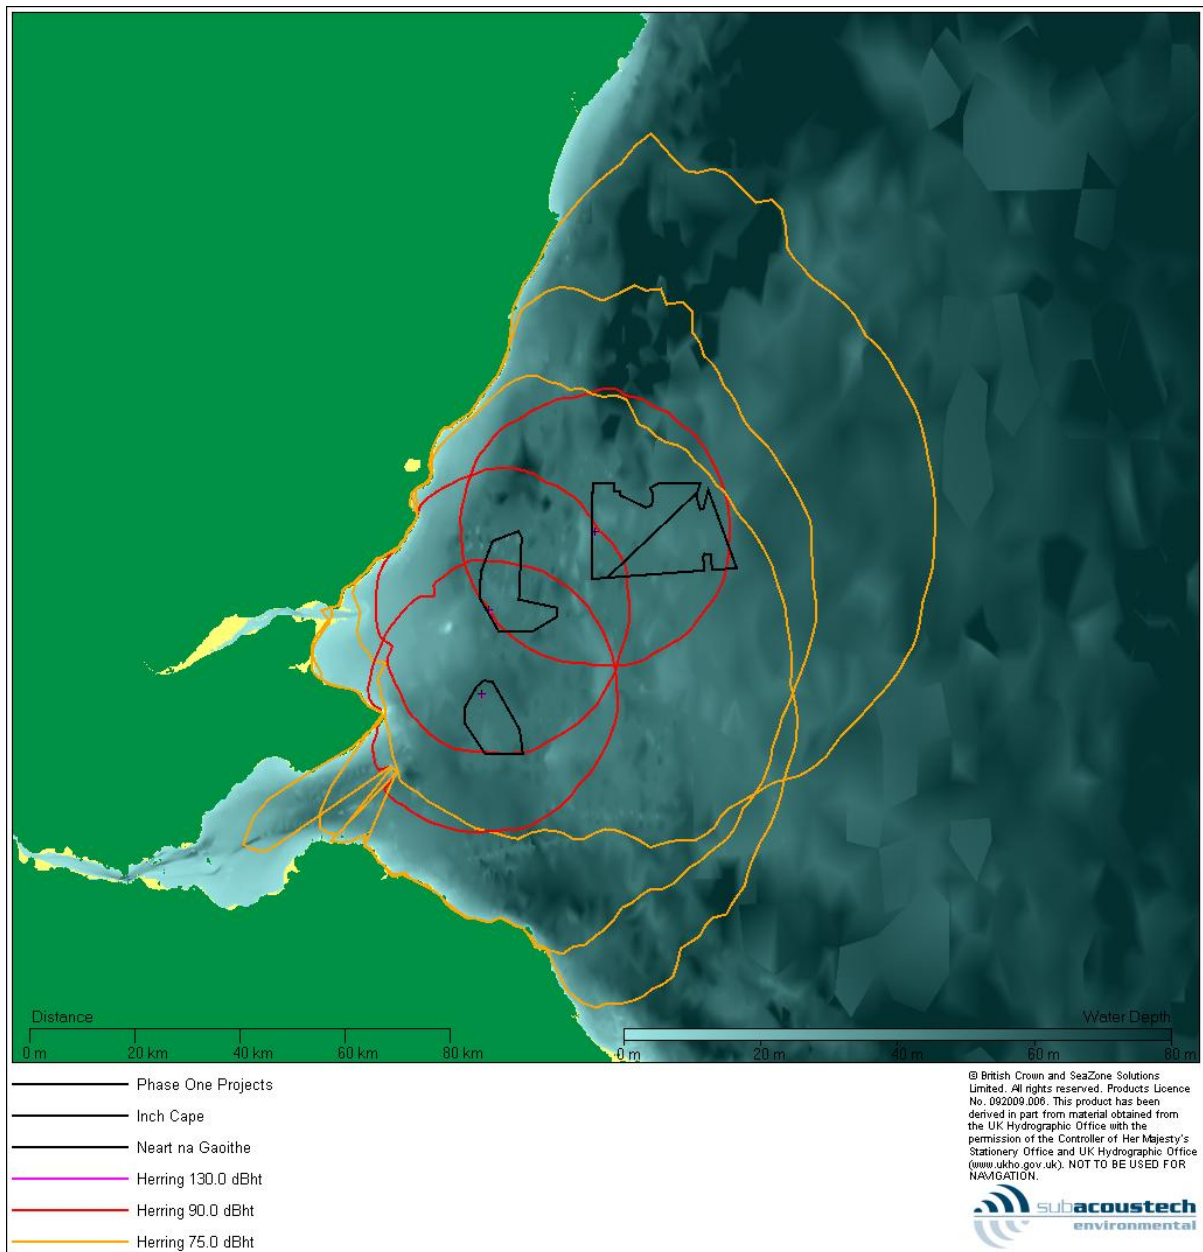 Distance
Water Depth
0 m 20 km 40 km 60 km 80 km
0 m 20 m 40 m 60 m 80 m
Phase One Projects
Inch Cape
Neart na Gaoithe
Herring 130.0 dBht
Herring 90.0 dBht
Herring 75.0 dBht
© British Crown and SeaZone Solutions
Limited. All rights reserved. Products Licence
No. 092009.006. This product has been
derived in part from material obtained from
the UK Hydrographic Office with the
permission of the Controller of Her Majesty's
Stationery Office and UK Hydrographic Office
(www.ukho.gov.uk). NOT TO BE USED FOR
NAVIGATION.
subacoustech
environmental